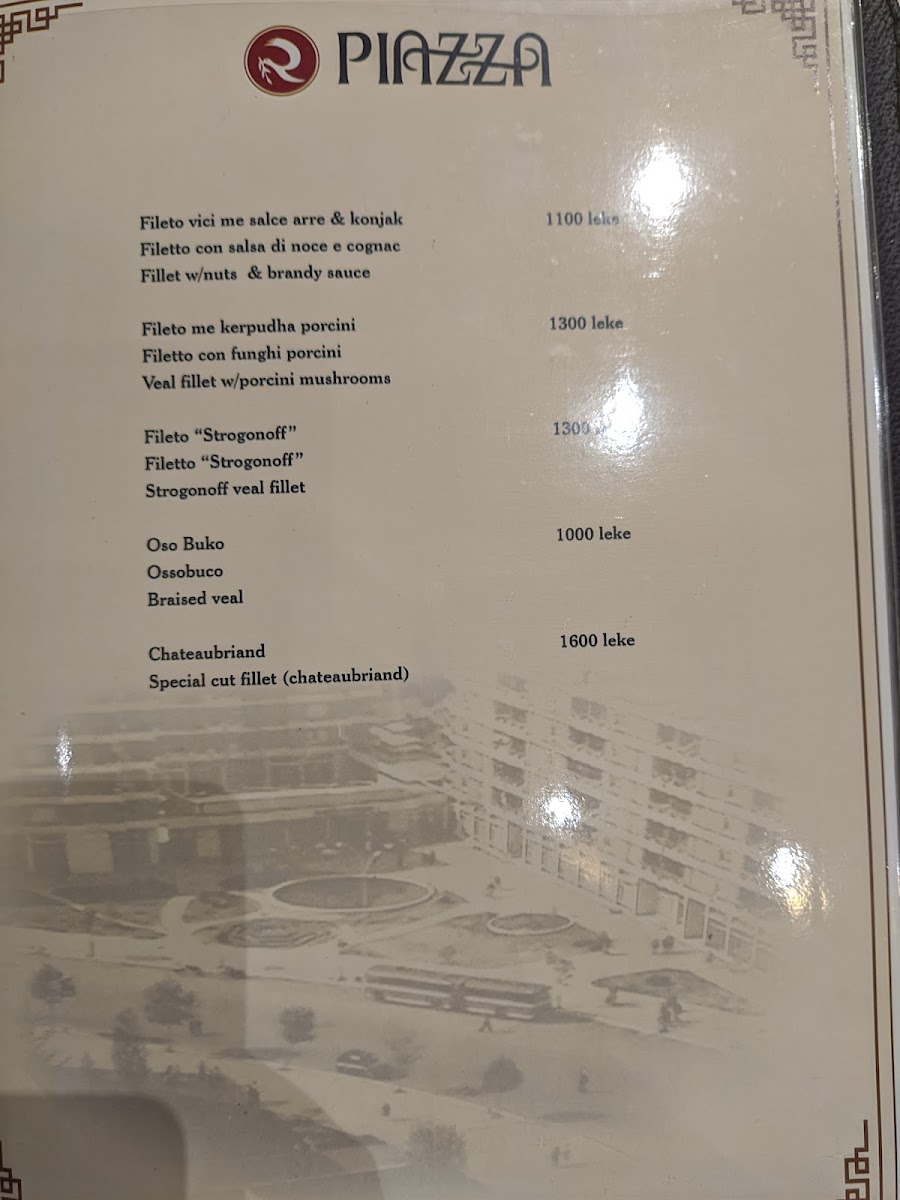 R PIAZZA
Fileto vici me salce arre & konjak 1100 leke
Filetto con salsa di noce e cognac
Fillet w/nuts & brandy sauce
Fileto me kerpudha porcini 1300 leke
Filetto con funghi porcini
Veal fillet w/porcini mushrooms
Fileto “Strogonoff” 1300
Filetto “Strogonoff”
Strogonoff veal fillet
Oso Buko 1000 leke
Ossobuco
Braised veal
Chateaubriand 1600 leke
Special cut fillet (chateaubriand)